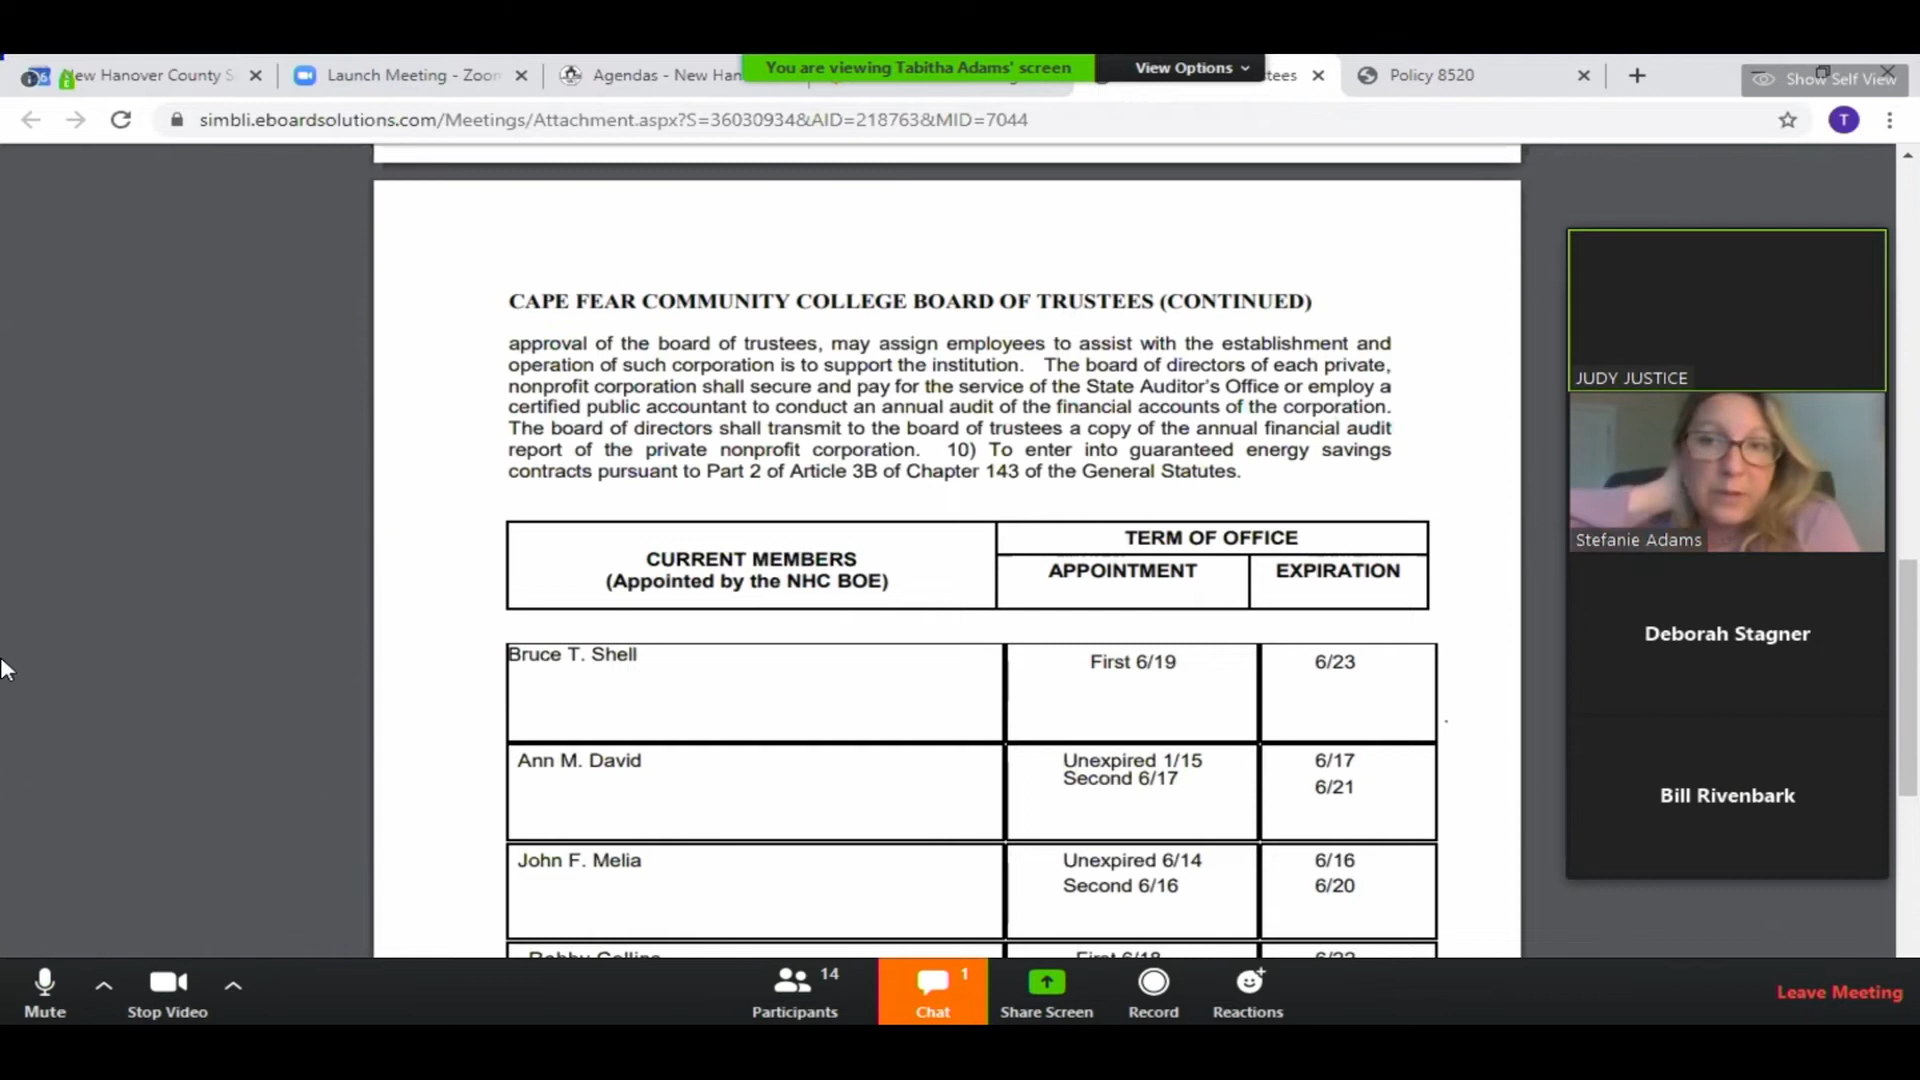 New Hanover County S
Launch Meeting - Zoom
Agendas - New Han
You are viewing Tabitha Adams' screen
View Options
tees
Policy 8520
Show Self View
simbli.eboardsolutions.com/Meetings/Attachment.aspx?S=36030934&AID=218763&MID=7044
T
CAPE FEAR COMMUNITY COLLEGE BOARD OF TRUSTEES (CONTINUED)
approval of the board of trustees, may assign employees to assist with the establishment and
operation of such corporation is to support the institution. The board of directors of each private,
nonprofit corporation shall secure and pay for the service of the State Auditor's Office or employ a
certified public accountant to conduct an annual audit of the financial accounts of the corporation.
The board of directors shall transmit to the board of trustees a copy of the annual financial audit
report of the private nonprofit corporation. 10) To enter into guaranteed energy savings
contracts pursuant to Part 2 of Article 3B of Chapter 143 of the General Statutes.
CURRENT MEMBERS
(Appointed by the NHC BOE)
TERM OF OFFICE
APPOINTMENT
EXPIRATION
Bruce T. Shell
First 6/19
6/23
Ann M. David
Unexpired 1/15
6/17
Second 6/17
6/21
John F. Melia
Unexpired 6/14
6/16
Second 6/16
6/20
JUDY JUSTICE
Stefanie Adams
Deborah Stagner
Bill Rivenbark
Mute
Stop Video
14
Participants
1
Chat
Share Screen
Record
Reactions
Leave Meeting